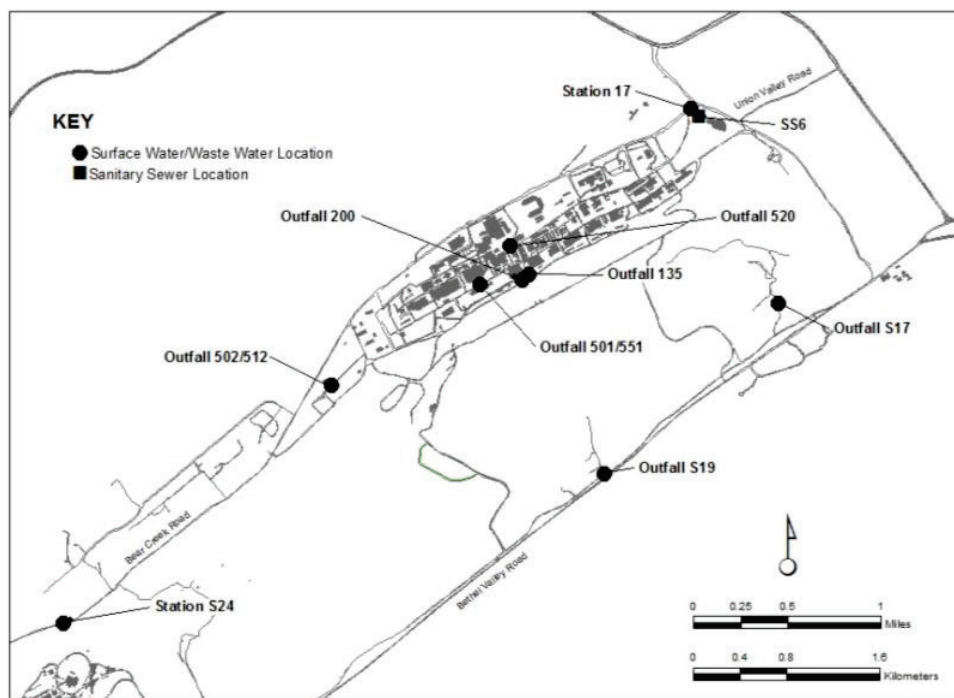 Station 17
Union Valley Road
SS6
KEY
Surface Water/Waste Water Location
Sanitary Sewer Location
Outfall 200
Outfall 520
Outfall 135
Outfall S17
Outfall 501/551
Outfall 502/512
Outfall S19
Bear Creek Road
Bethel Valley Road
Station S24
0 0.25 0.5 1
Miles
0 0.4 0.8 1.6
Kilometers